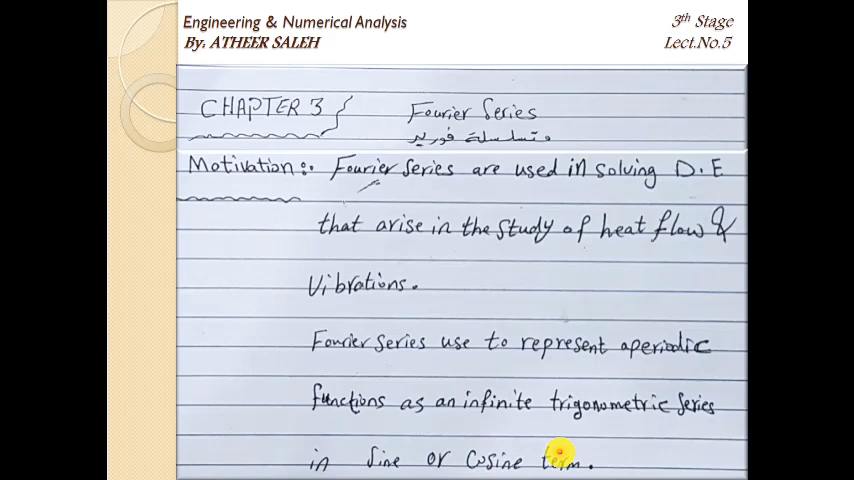 Engineering & Numerical Analysis
By: ATHEER SALEH
3th Stage
Lect.No.5
CHAPTER 3
Fourier Series
متسلسلة فورير
Motivation:. Fourier series are used in solving D.E
that arise in the study of heat flow &
Vibrations.
Fourier series use to represent aperiodic
functions as an infinite trigonometric series
in Sine or Cosine term.